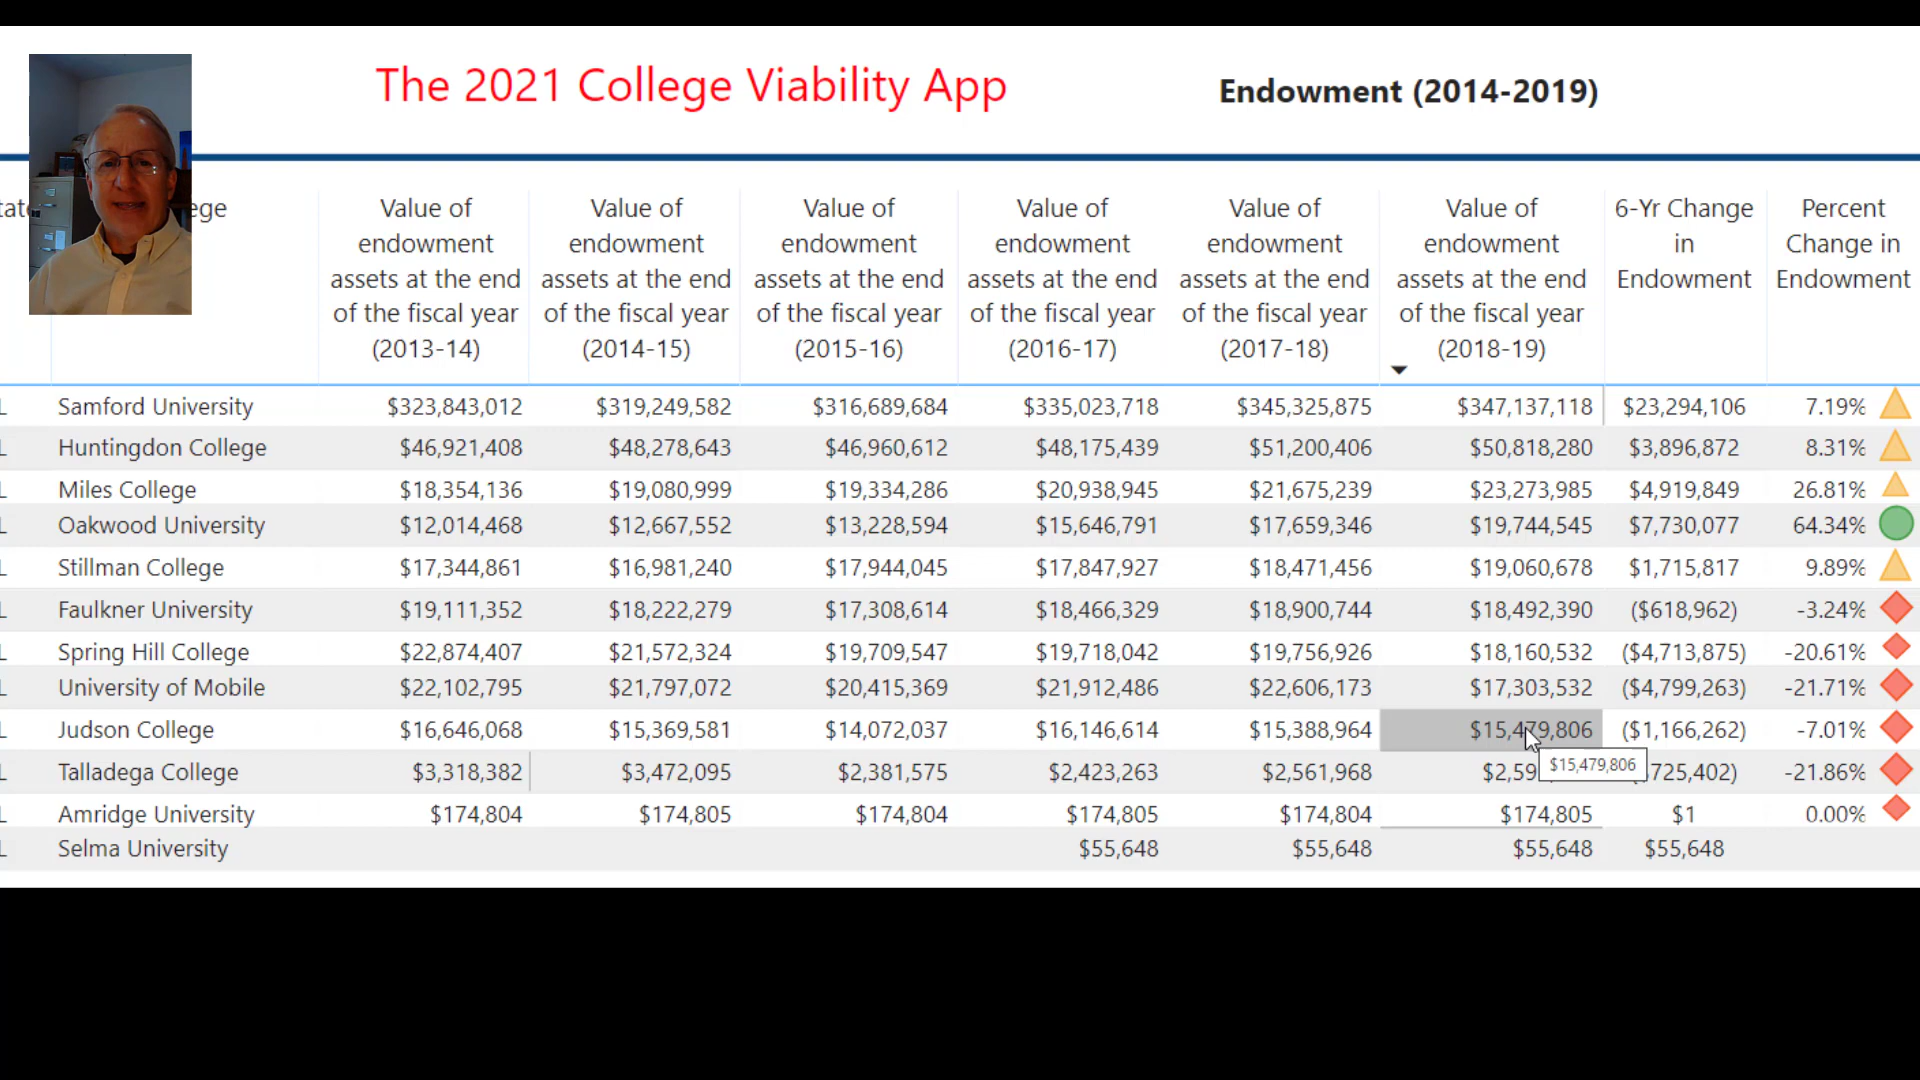 The 2021 College Viability App
Endowment (2014-2019)
Value of endowment assets at the end of the fiscal year (2013-14)
Value of endowment assets at the end of the fiscal year (2014-15)
Value of endowment assets at the end of the fiscal year (2015-16)
Value of endowment assets at the end of the fiscal year (2016-17)
Value of endowment assets at the end of the fiscal year (2017-18)
Value of endowment assets at the end of the fiscal year (2018-19)
6-Yr Change in Endowment
Percent Change in Endowment
L Samford University $323,843,012 $319,249,582 $316,689,684 $335,023,718 $345,325,875 $347,137,118 $23,294,106 7.19%
L Huntingdon College $46,921,408 $48,278,643 $46,960,612 $48,175,439 $51,200,406 $50,818,280 $3,896,872 8.31%
L Miles College $18,354,136 $19,080,999 $19,334,286 $20,938,945 $21,675,239 $23,273,985 $4,919,849 26.81%
L Oakwood University $12,014,468 $12,667,552 $13,228,594 $15,646,791 $17,659,346 $19,744,545 $7,730,077 64.34%
L Stillman College $17,344,861 $16,981,240 $17,944,045 $17,847,927 $18,471,456 $19,060,678 $1,715,817 9.89%
L Faulkner University $19,111,352 $18,222,279 $17,308,614 $18,466,329 $18,900,744 $18,492,390 ($618,962) -3.24%
L Spring Hill College $22,874,407 $21,572,324 $19,709,547 $19,718,042 $19,756,926 $18,160,532 ($4,713,875) -20.61%
L University of Mobile $22,102,795 $21,797,072 $20,415,369 $21,912,486 $22,606,173 $17,303,532 ($4,799,263) -21.71%
L Judson College $16,646,068 $15,369,581 $14,072,037 $16,146,614 $15,388,964 $15,479,806 ($1,166,262) -7.01%
$15,479,806
L Talladega College $3,318,382 $3,472,095 $2,381,575 $2,423,263 $2,561,968 $2,59 725,402) -21.86%
L Amridge University $174,804 $174,805 $174,804 $174,805 $174,804 $174,805 $1 0.00%
L Selma University $55,648 $55,648 $55,648 $55,648